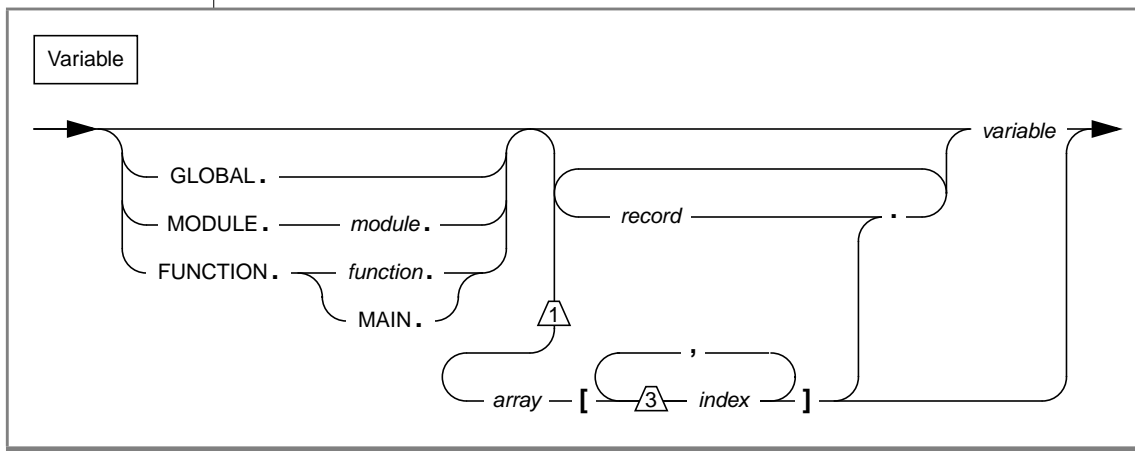 Variable
variable
GLOBAL.
record .
MODULE. module.
FUNCTION. function.
MAIN.
1
,
array [ 3 index ]